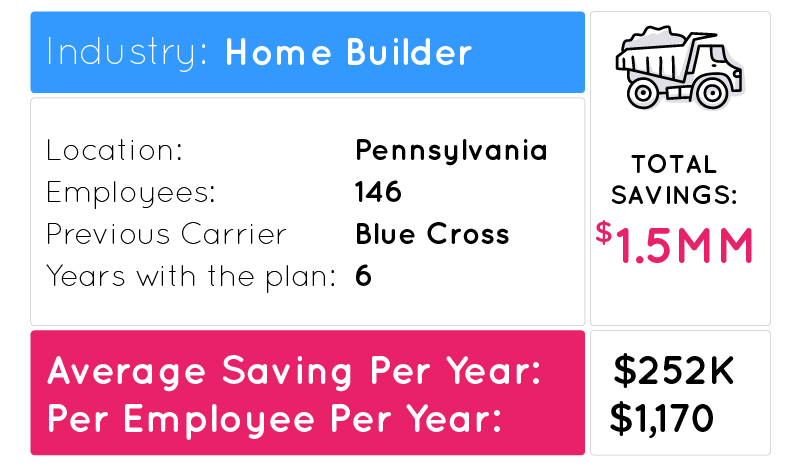 Industry: Home Builder
Location: Pennsylvania
Employees: 146
Previous Carrier Blue Cross
Years with the plan: 6
TOTAL
SAVINGS:
$1.5MM
Average Saving Per Year: $252K
Per Employee Per Year: $1,170